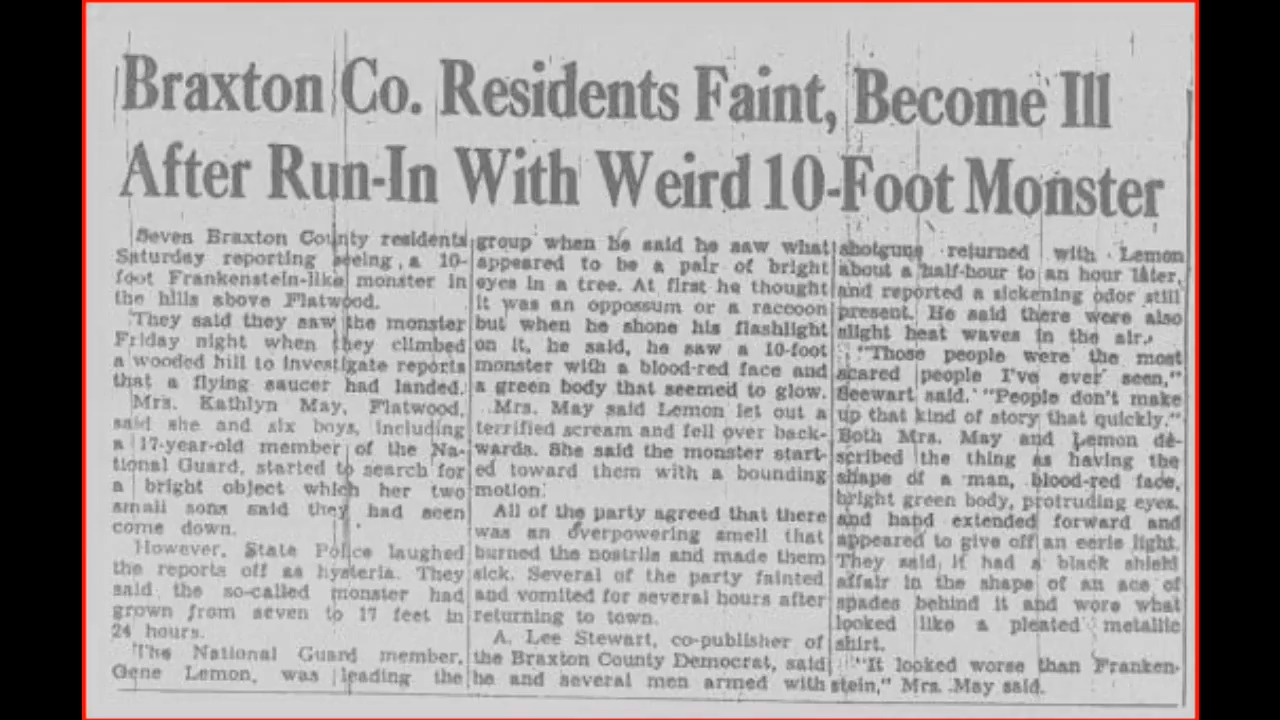 Braxton Co. Residents Faint, Become Ill
After Run-In With Weird 10-Foot Monster
Seven Braxton County residents
Saturday reporting seeing a 10-
foot Frankenstein-like monster in
the hills above Flatwood.
They said they saw the monster
Friday night when they climbed
a wooded hill to investigate reports
that a flying saucer had landed.
Mrs. Kathlyn May, Flatwood,
said she and six boys, including
a 17-year-old member of the Na-
tional Guard, started to search for
a bright object which her two
small sons said they had seen
come down.
However, State Police laughed
the reports off as hysteria. They
said the so-called monster had
grown from seven to 17 feet in
24 hours.
The National Guard member,
Gene Lemon, was leading the
group when he said he saw what
appeared to be a pair of bright
eyes in a tree. At first he thought
it was an oppossum or a raccoon
but when he shone his flashlight
on it, he said, he saw a 10-foot
monster with a blood-red face and
a green body that seemed to glow.
Mrs. May said Lemon let out a
terrified scream and fell over back-
wards. She said the monster start-
ed toward them with a bounding
motion.
All of the party agreed that there
was an overpowering smell that
burned the nostrils and made them
sick. Several of the party fainted
and vomited for several hours after
returning to town.
A. Lee Stewart, co-publisher of
the Braxton County Democrat, said
he and several men armed with
shotguns returned with Lemon
about a half-hour to an hour later,
and reported a sickening odor still
present. He said there were also
slight heat waves in the air.
"Those people were the most
scared people I've ever seen,"
Seewart said. "People don't make
up that kind of story that quickly."
Both Mrs. May and Lemon de-
scribed the thing as having the
shape of a man, blood-red face,
bright green body, protruding eyes,
and hand extended forward and
appeared to give off an eerie light.
They said it had a black shield
affair in the shape of an ace of
spades behind it and wore what
looked like a pleated metallic
shirt.
"It looked worse than Franken-
stein," Mrs. May said.